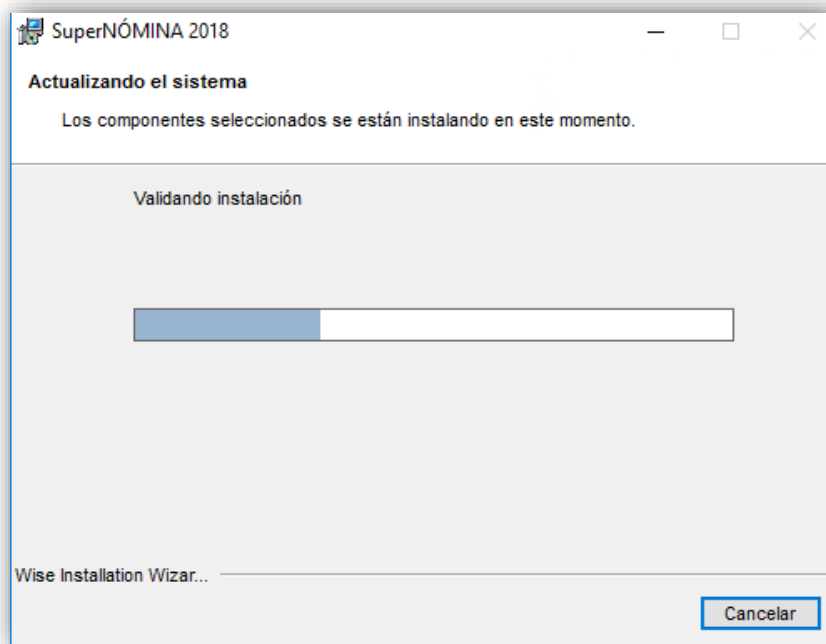 SuperNÓMINA 2018
Actualizando el sistema
Los componentes seleccionados se están instalando en este momento.
Validando instalación
Wise Installation Wizar...
Cancelar